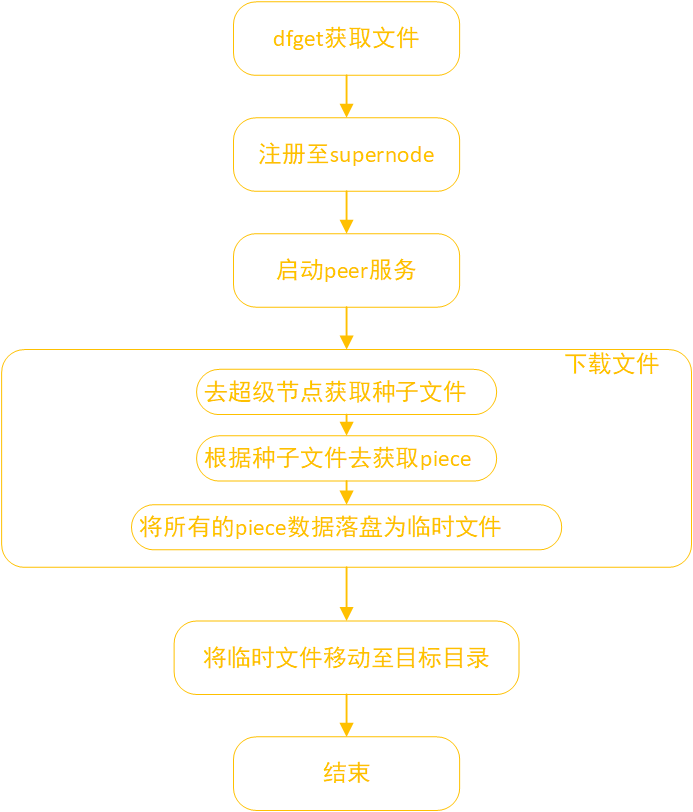 dfget获取文件
注册至supernode
启动peer服务
下载文件
去超级节点获取种子文件
根据种子文件去获取piece
将所有的piece数据落盘为临时文件
将临时文件移动至目标目录
结束